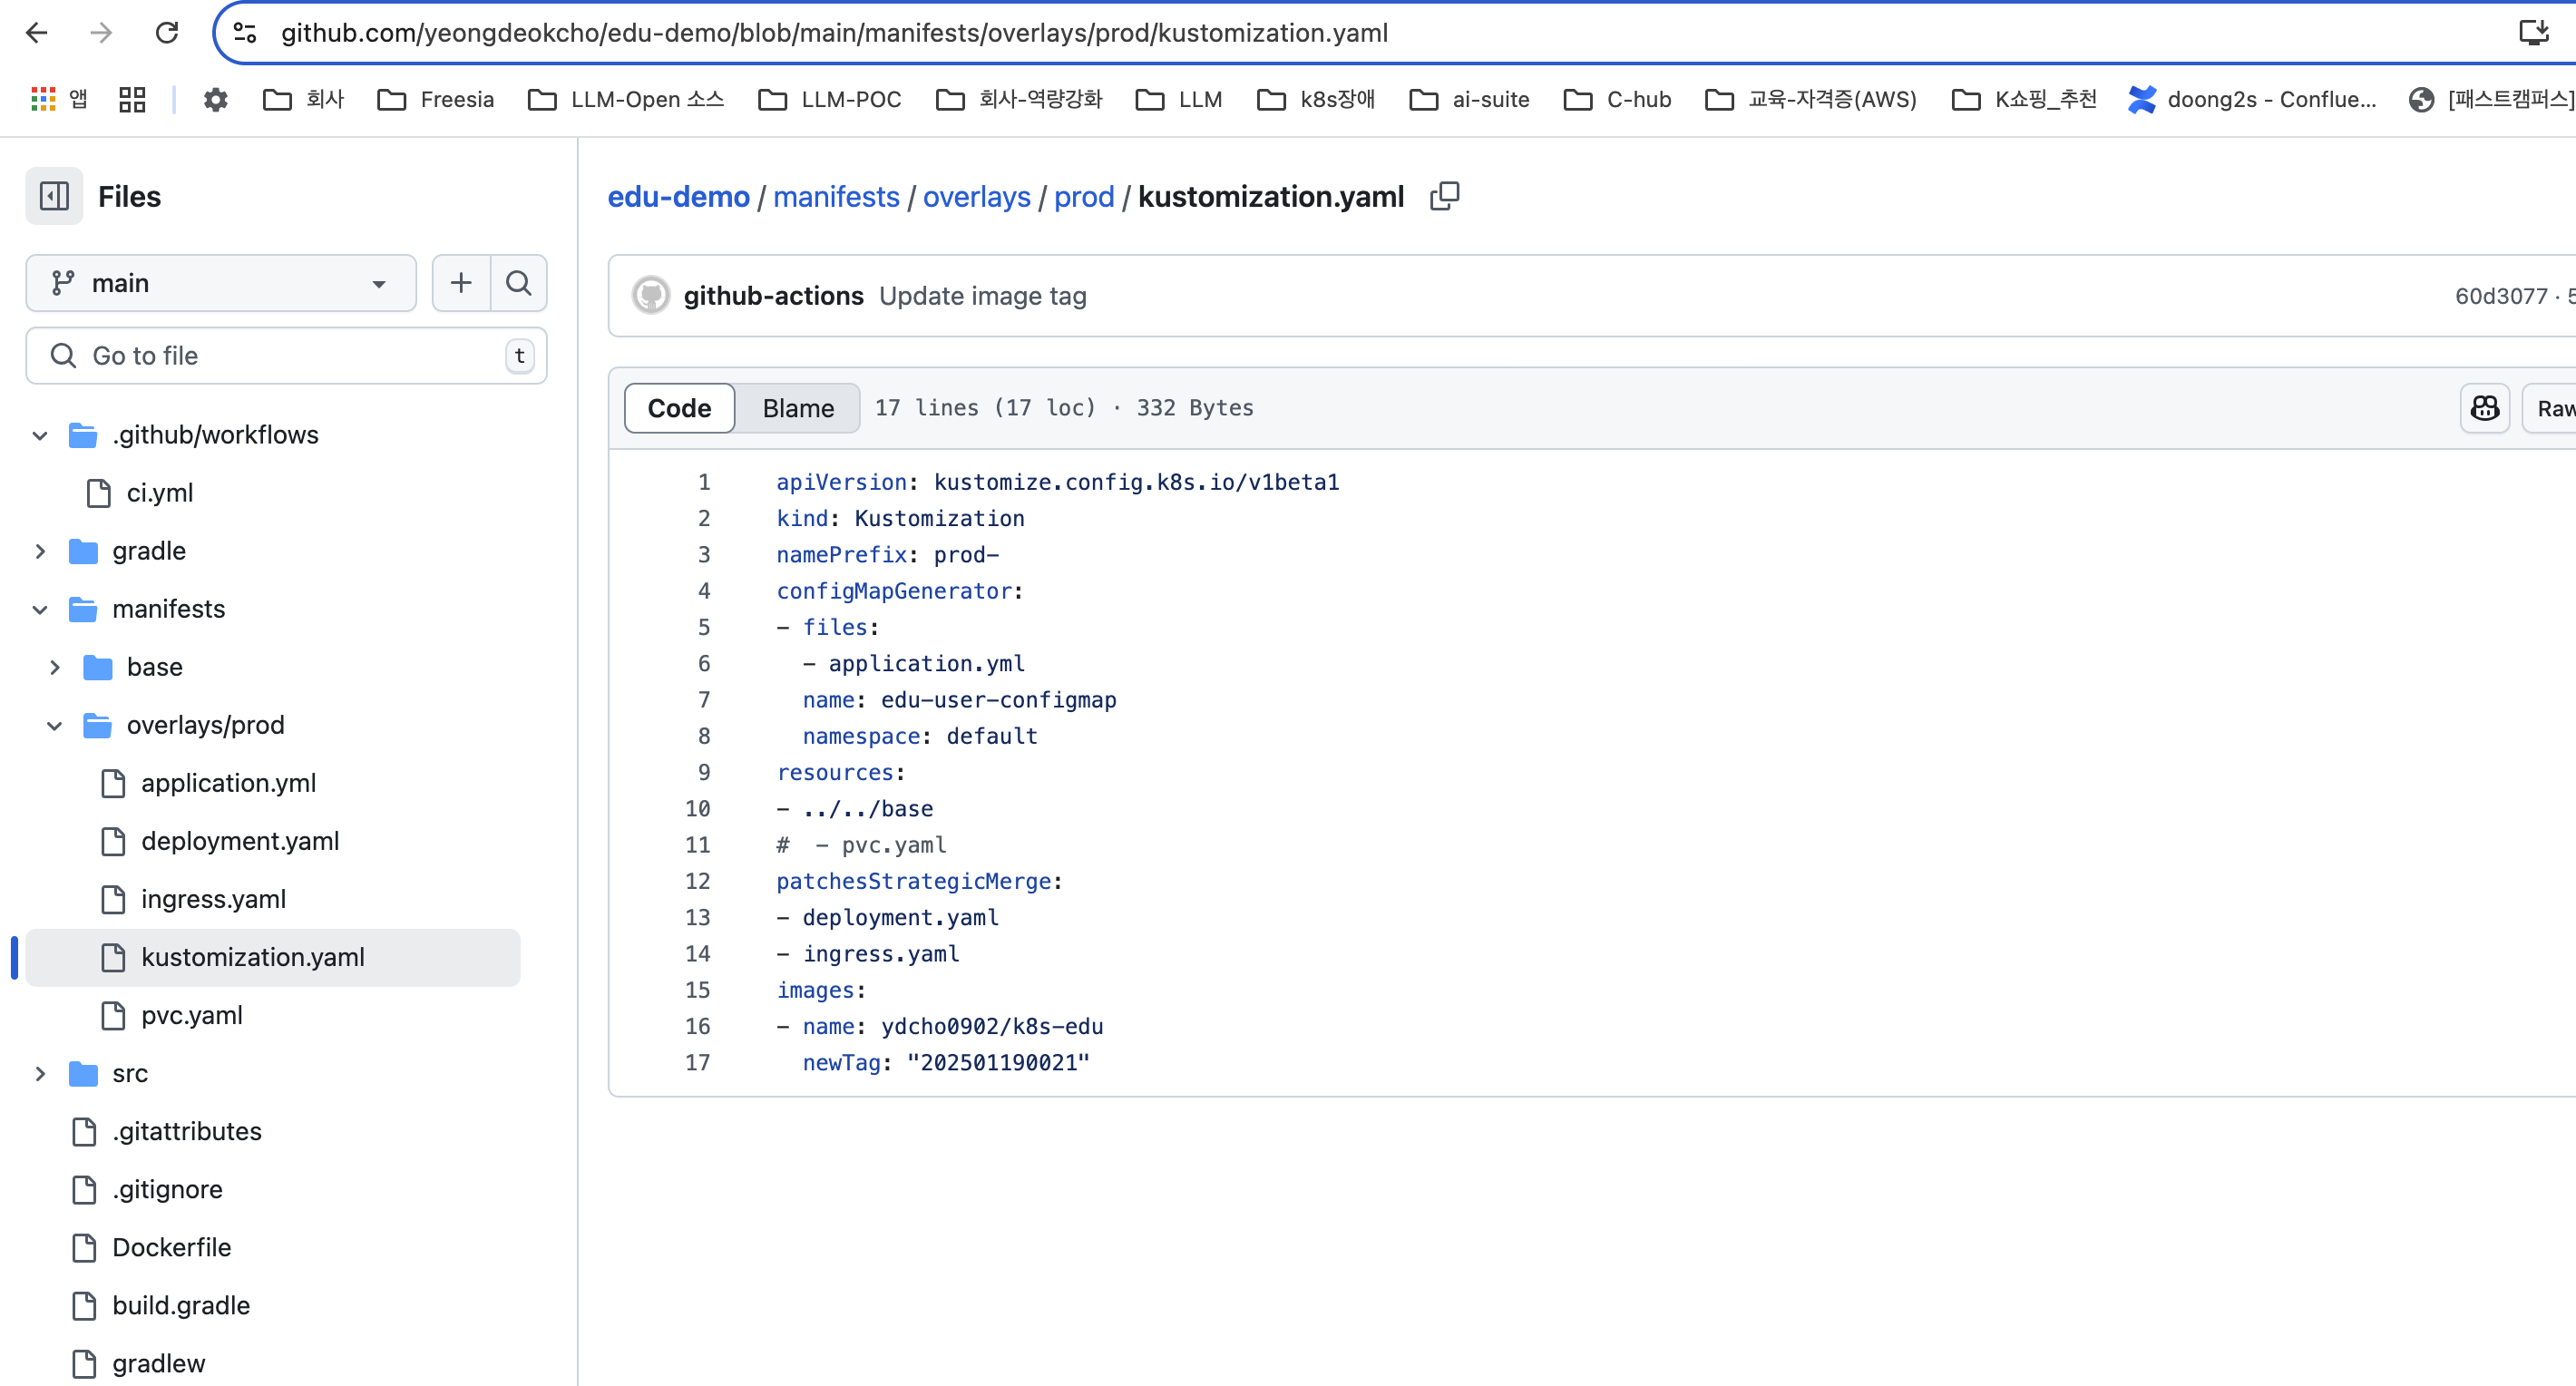 github.com/yeongdeokcho/edu-demo/blob/main/manifests/overlays/prod/kustomization.yaml
앱 회사 Freesia LLM-Open 소스 LLM-POC 회사-역량강화 LLM k8s장애 ai-suite C-hub 교육-자격증(AWS) K쇼핑_추천 doong2s - Conflue... [패스트캠퍼스]
Files
main
Go to file t
.github/workflows
ci.yml
gradle
manifests
base
overlays/prod
application.yml
deployment.yaml
ingress.yaml
kustomization.yaml
pvc.yaml
src
.gitattributes
.gitignore
Dockerfile
build.gradle
gradlew
edu-demo / manifests / overlays / prod / kustomization.yaml
github-actions Update image tag 60d3077 · 5
Code Blame 17 lines (17 loc) · 332 Bytes Raw
1 apiVersion: kustomize.config.k8s.io/v1beta1
2 kind: Kustomization
3 namePrefix: prod-
4 configMapGenerator:
5 - files:
6   - application.yml
7   name: edu-user-configmap
8   namespace: default
9 resources:
10 - ../../base
11 #  - pvc.yaml
12 patchesStrategicMerge:
13 - deployment.yaml
14 - ingress.yaml
15 images:
16 - name: ydcho0902/k8s-edu
17   newTag: "202501190021"